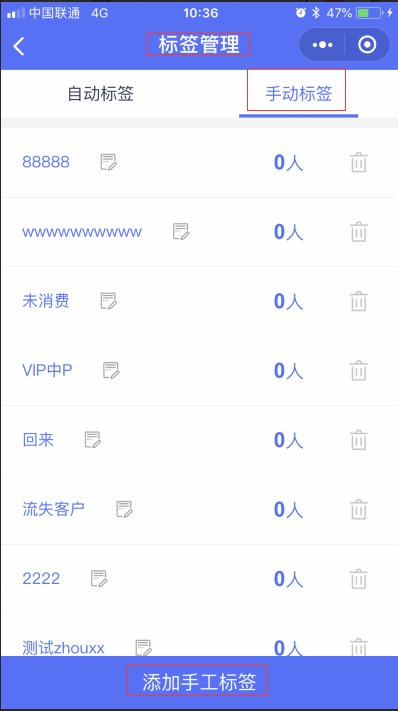 中国联通 4G 10:36 47%
标签管理
自动标签 手动标签
88888 0人
wwwwwwwwww 0人
未消费 0人
VIP中P 0人
回来 0人
流失客户 0人
2222 0人
测试zhouxx 0人
添加手工标签